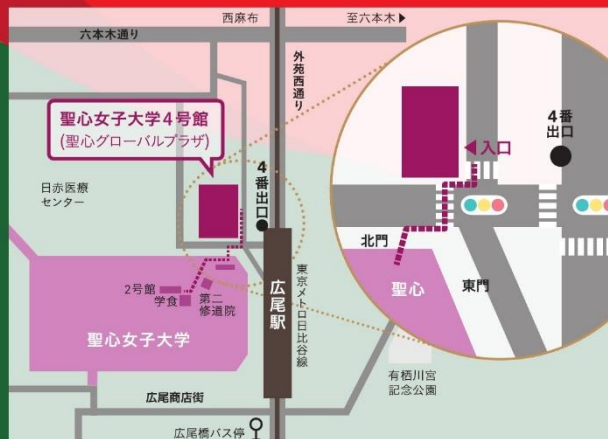 西麻布
至六本木▶
六本木通り
外苑西通り
聖心女子大学4号館
(聖心グローバルプラザ)
4番出口
日赤医療
センター
4番
出口
◀入口
北門
聖心
東門
2号館
学食
第二
修道院
広尾駅
東京メトロ日比谷線
聖心女子大学
有栖川宮
記念公園
広尾商店街
広尾橋バス停